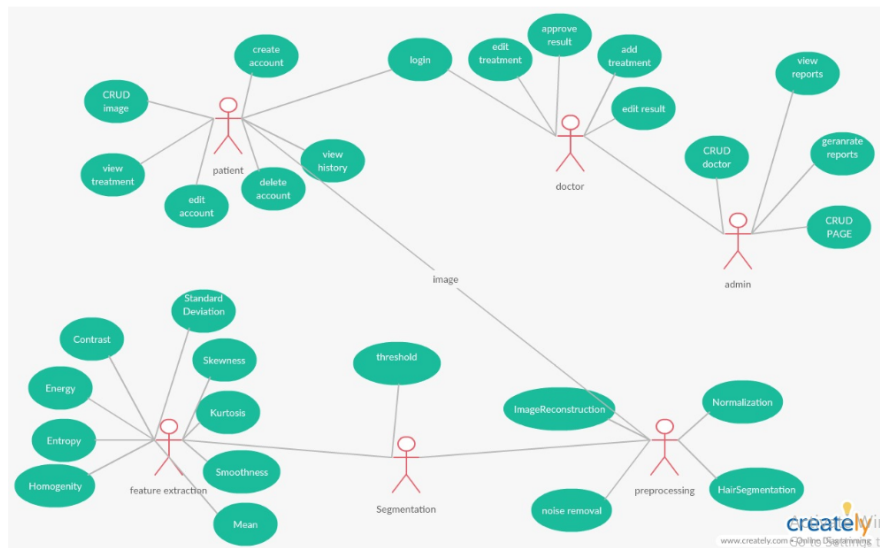 create
account
login
edit
treatment
approve
result
add
treatment
view
reports
CRUD
image
edit result
patient
view
history
doctor
CRUD
doctor
geranrate
reports
view
treatment
edit
account
delete
account
CRUD
PAGE
admin
image
Standard
Deviation
Contrast
Skewness
threshold
Energy
Kurtosis
ImageReconstruction
Normalization
Entropy
Homogenity
feature extraction
Smoothness
Segmentation
preprocessing
HairSegmentation
Mean
noise removal
creately
www.creately.com • Online Diagramming